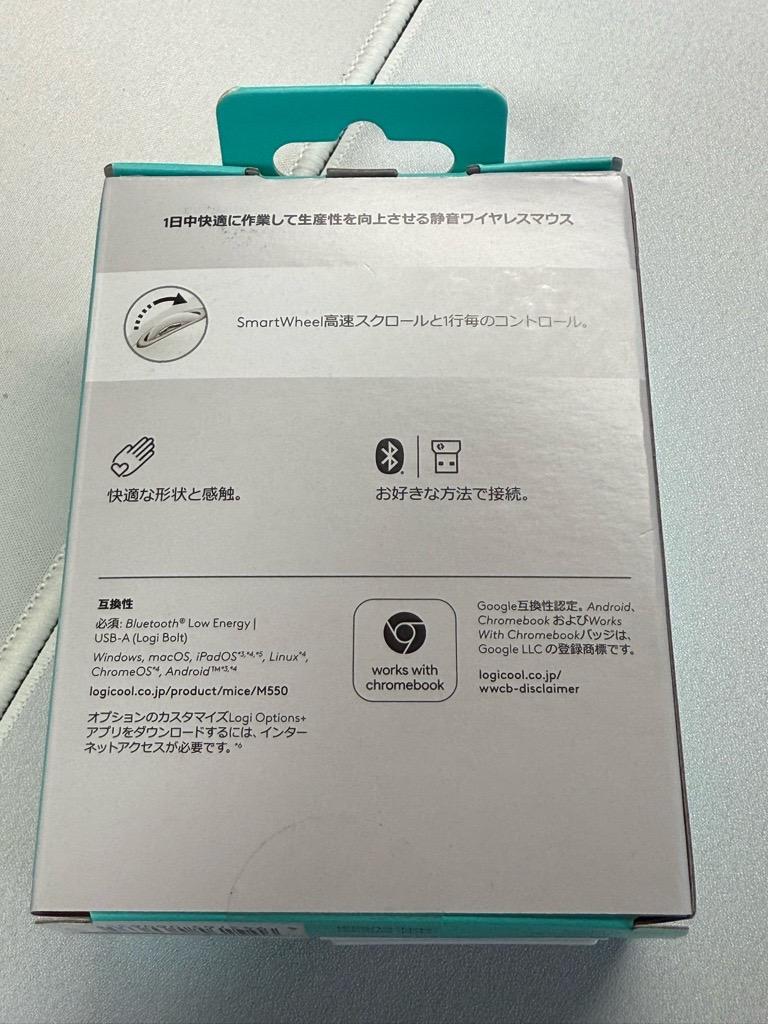 1日中快適に作業して生産性を向上させる静音ワイヤレスマウス
SmartWheel高速スクロールと1行毎のコントロール。
快適な形状と感触。
お好きな方法で接続。
互換性
必須: Bluetooth® Low Energy |
USB-A (Logi Bolt)
Windows, macOS, iPadOS*3,*4,*5, Linux*4,
ChromeOS*4, Android™*3,*4
logicool.co.jp/product/mice/M550
オプションのカスタマイズLogi Options+
アプリをダウンロードするには、インター
ネットアクセスが必要です。*6
works with
chromebook
Google互換性認定。Android、
Chromebook およびWorks
With Chromebookバッジは、
Google LLC の登録商標です。
logicool.co.jp/
wwcb-disclaimer